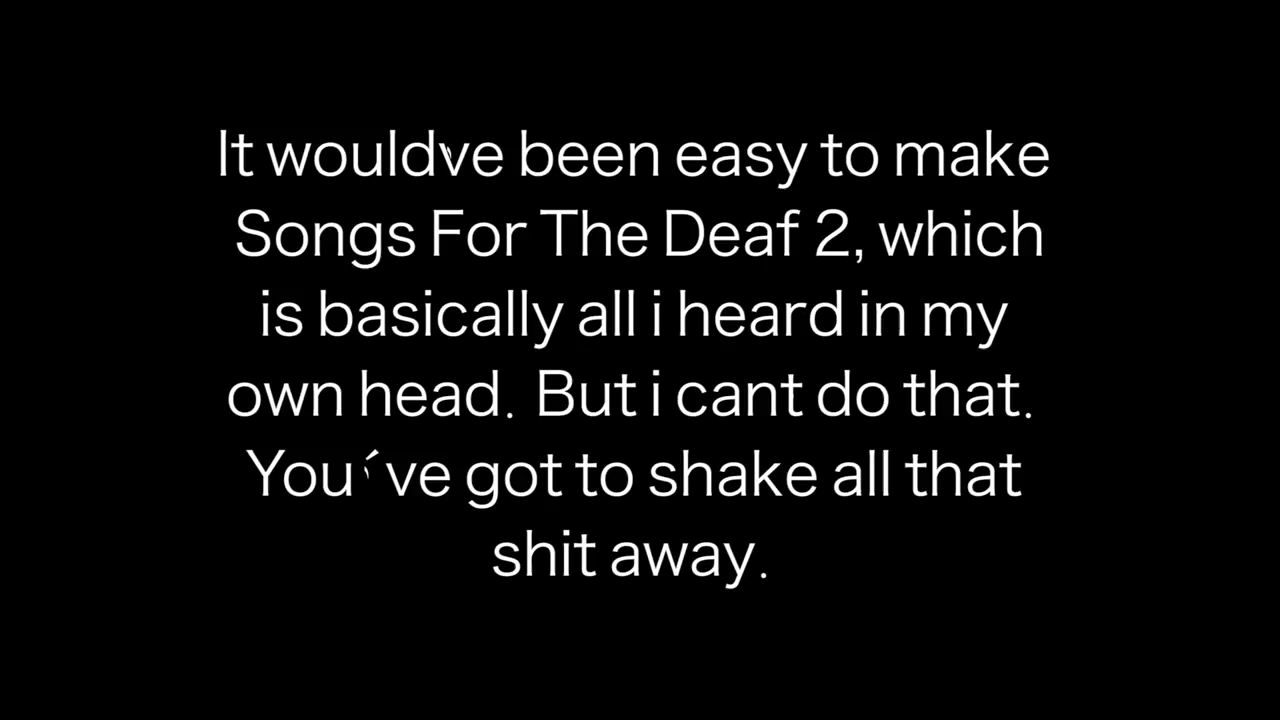 It wouldve been easy to make
Songs For The Deaf 2, which
is basically all i heard in my
own head. But i cant do that.
You´ve got to shake all that
shit away.